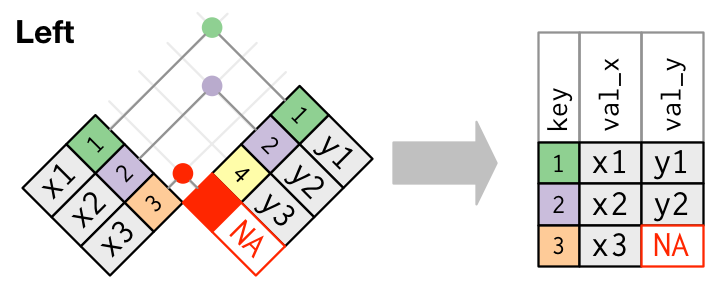 Left
1 x1
2 x2
3 x3
1 y1
2 y2
4 y3
NA
key val_x val_y
1 x1 y1
2 x2 y2
3 x3 NA